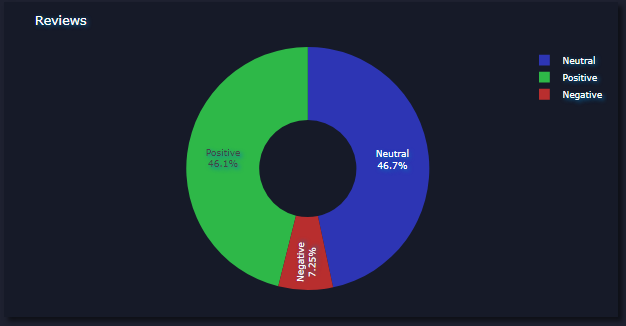 Reviews
Neutral
Positive
Negative
Positive
46.1%
Neutral
46.7%
Negative
7.25%